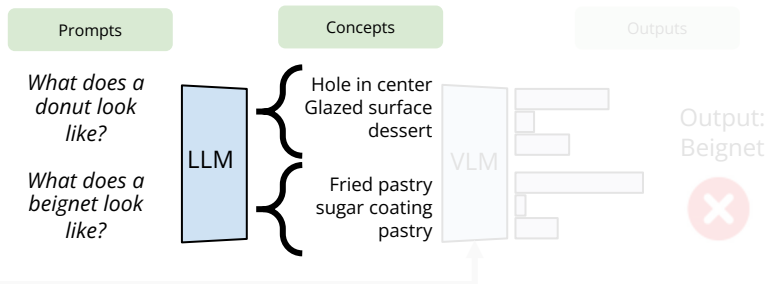 Prompts
Concepts
Outputs
What does a
donut look
like?
LLM
Hole in center
Glazed surface
dessert
VLM
Output:
Beignet
What does a
beignet look
like?
Fried pastry
sugar coating
pastry